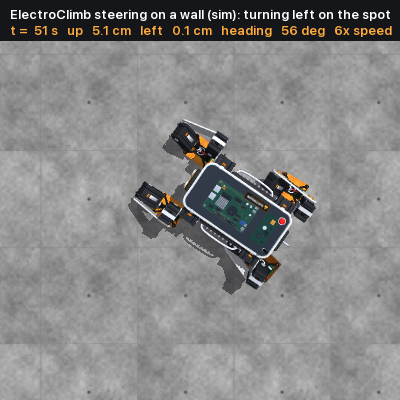 ElectroClimb steering on a wall (sim): turning left on the spot
t = 51 s up 5.1 cm left 0.1 cm heading 56 deg 6x speed